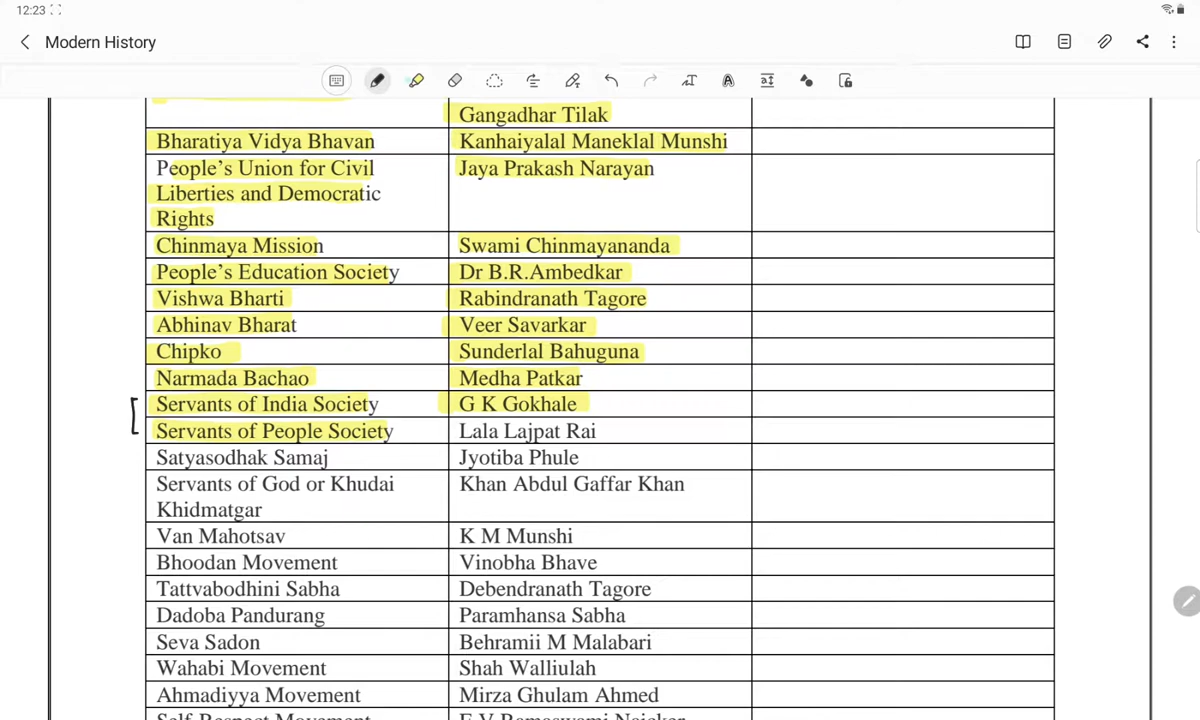 12:23
Modern History
Gangadhar Tilak
Bharatiya Vidya Bhavan Kanhaiyalal Maneklal Munshi
People's Union for Civil Jaya Prakash Narayan
Liberties and Democratic
Rights
Chinmaya Mission Swami Chinmayananda
People's Education Society Dr B.R.Ambedkar
Vishwa Bharti Rabindranath Tagore
Abhinav Bharat Veer Savarkar
Chipko Sunderlal Bahuguna
Narmada Bachao Medha Patkar
Servants of India Society G K Gokhale
Servants of People Society Lala Lajpat Rai
Satyasodhak Samaj Jyotiba Phule
Servants of God or Khudai Khan Abdul Gaffar Khan
Khidmatgar
Van Mahotsav K M Munshi
Bhoodan Movement Vinobha Bhave
Tattvabodhini Sabha Debendranath Tagore
Dadoba Pandurang Paramhansa Sabha
Seva Sadon Behramii M Malabari
Wahabi Movement Shah Walliulah
Ahmadiyya Movement Mirza Ghulam Ahmed
Self-Respect Movement E V Ramaswami Naicker